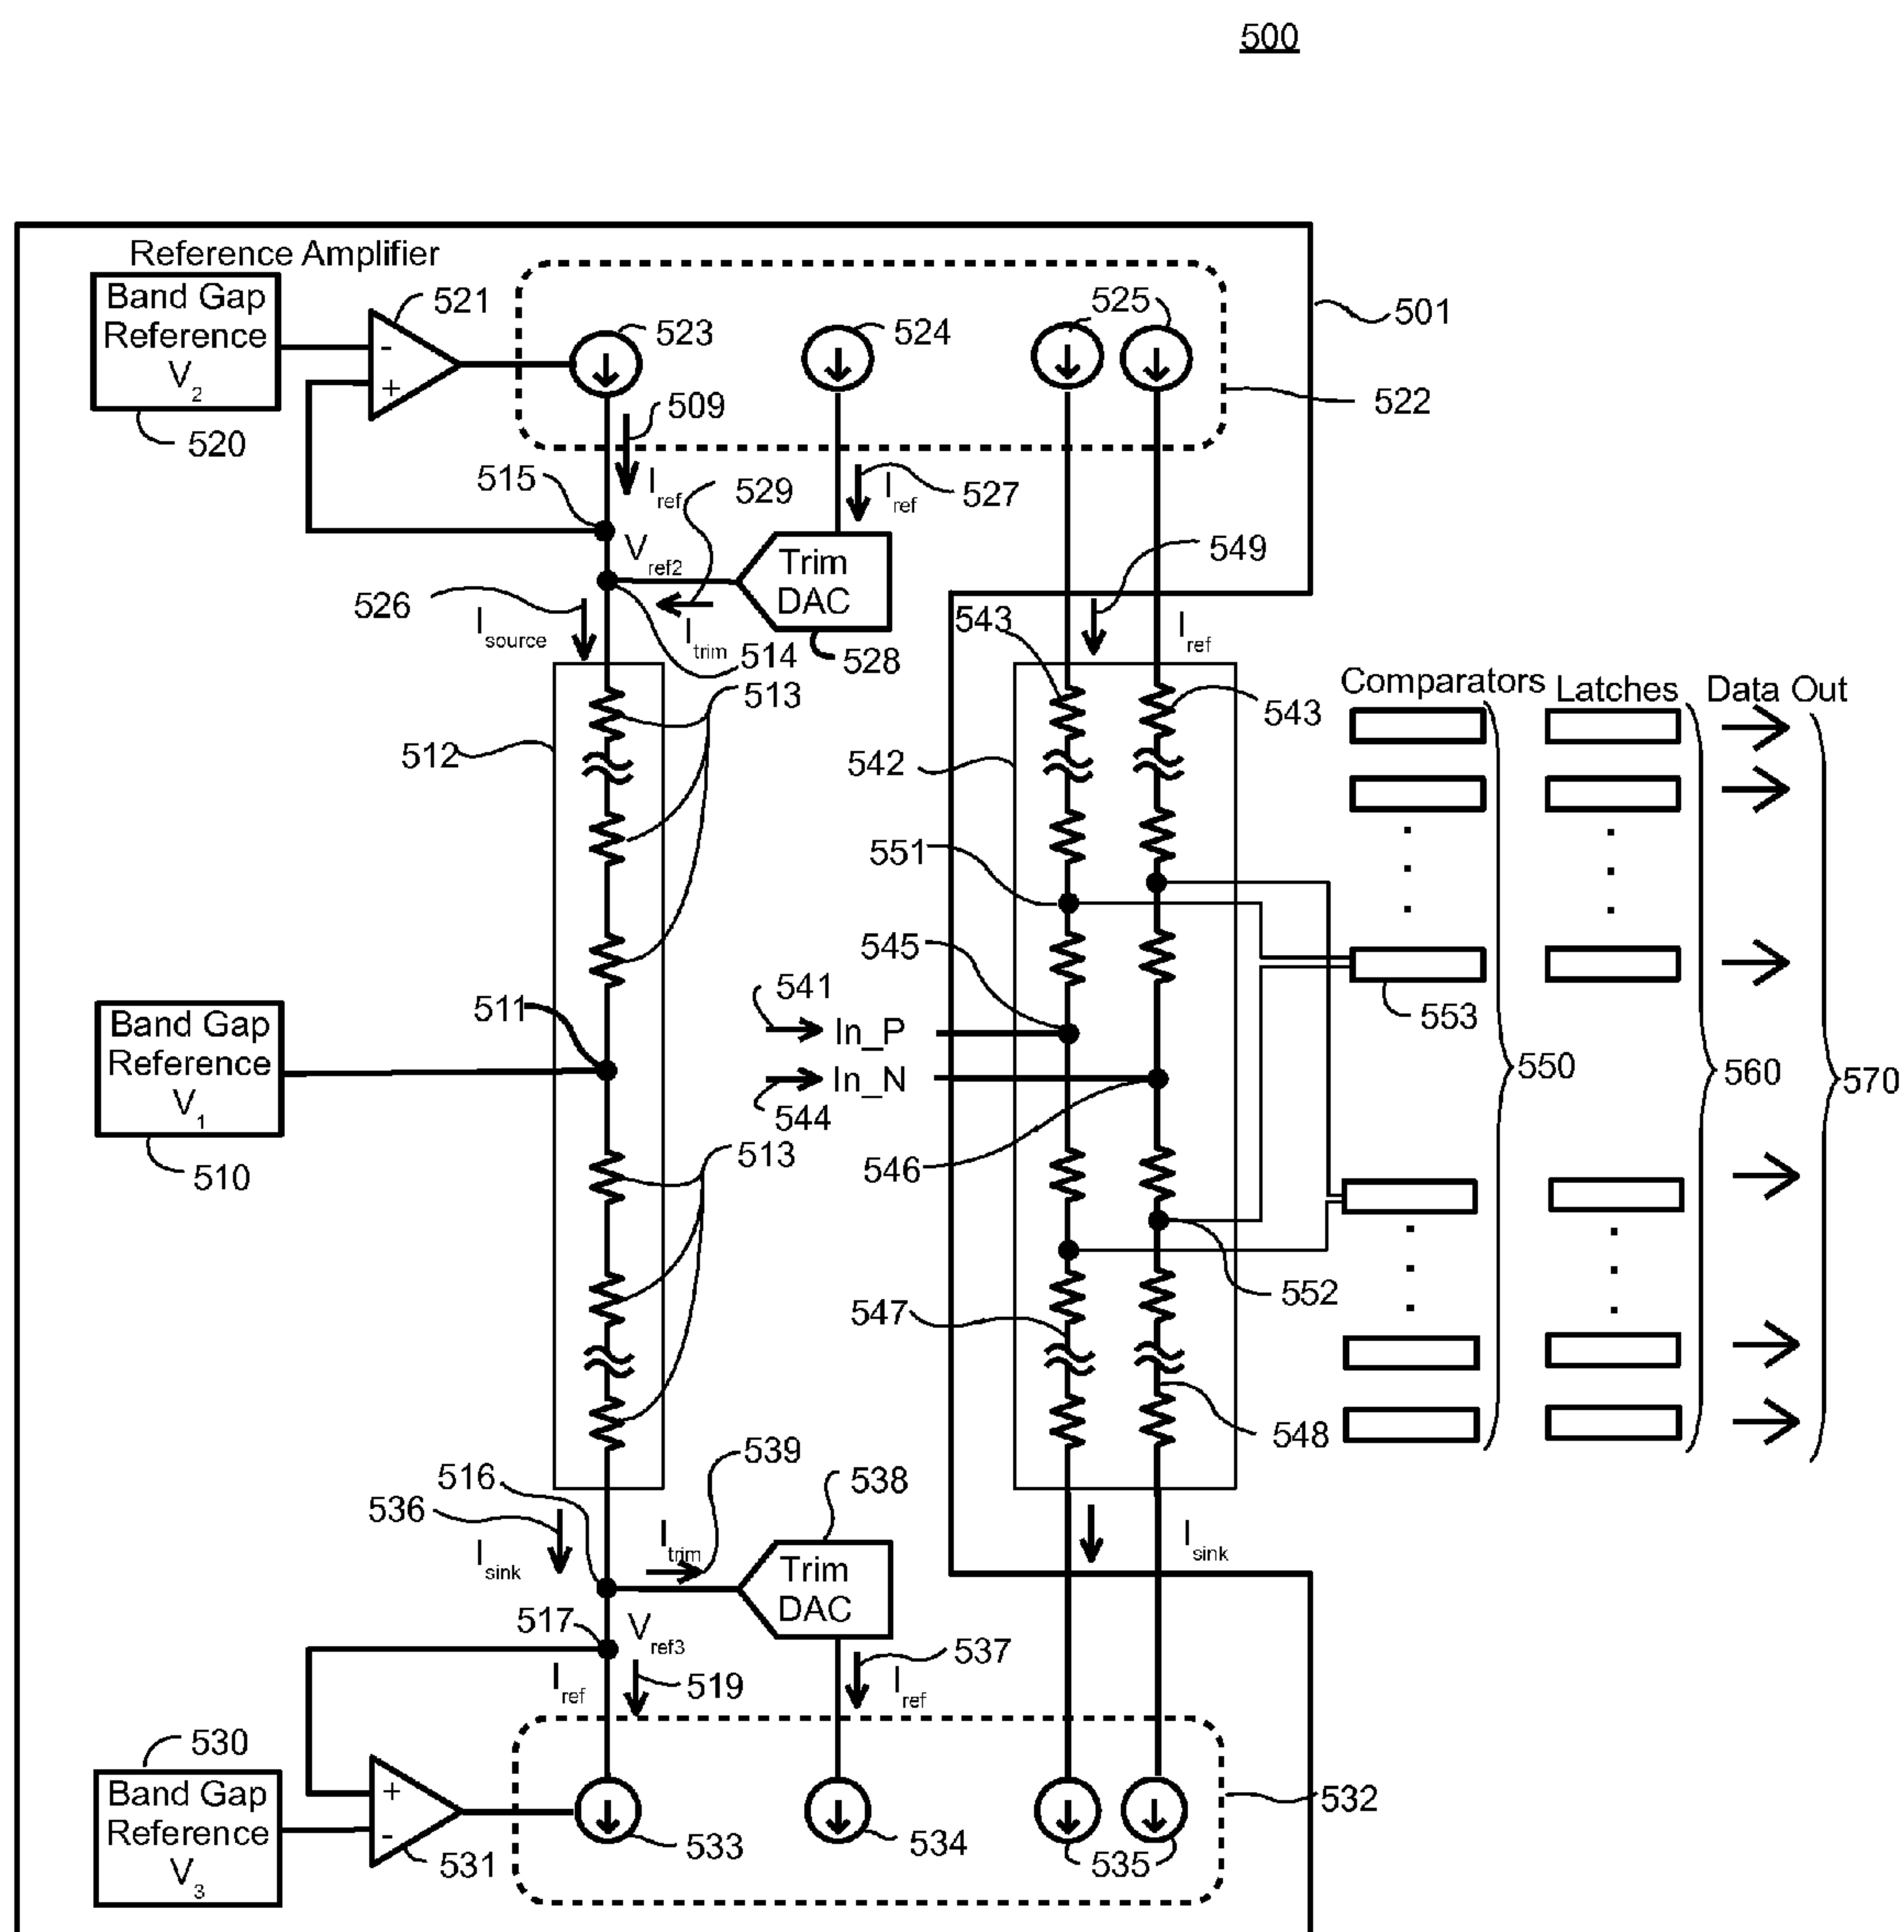 500
Reference Amplifier
Band Gap
Reference
V2
520
521
-
+
523
524
525
501
522
509
Iref
529
Iref
527
515
Vref2
Trim
DAC
528
549
526
Isource
Itrim
514
Iref
543
543
513
512
542
Comparators
Latches
Data Out
551
545
541
In_P
In_N
544
511
Band Gap
Reference
V1
510
513
546
553
550
560
570
552
547
548
539
538
516
536
Isink
Itrim
Trim
DAC
Isink
517
Vref3
Iref
519
537
Iref
530
Band Gap
Reference
V3
+
-
531
533
534
535
532